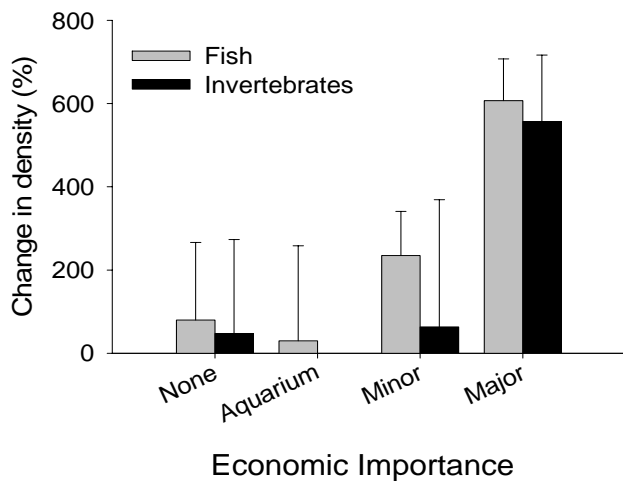 800
600
400
200
0
Change in density (%)
Fish
Invertebrates
None
Aquarium
Minor
Major
Economic Importance